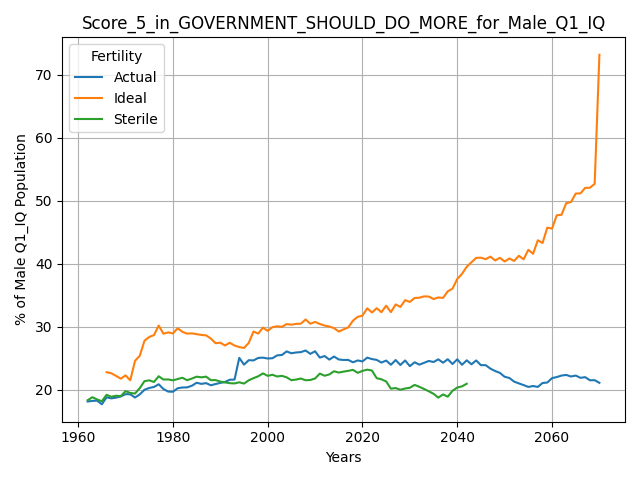 Score_5_in_GOVERNMENT_SHOULD_DO_MORE_for_Male_Q1_IQ
Fertility
Actual
Ideal
Sterile
% of Male Q1_IQ Population
70
60
50
40
30
20
1960 1980 2000 2020 2040 2060
Years